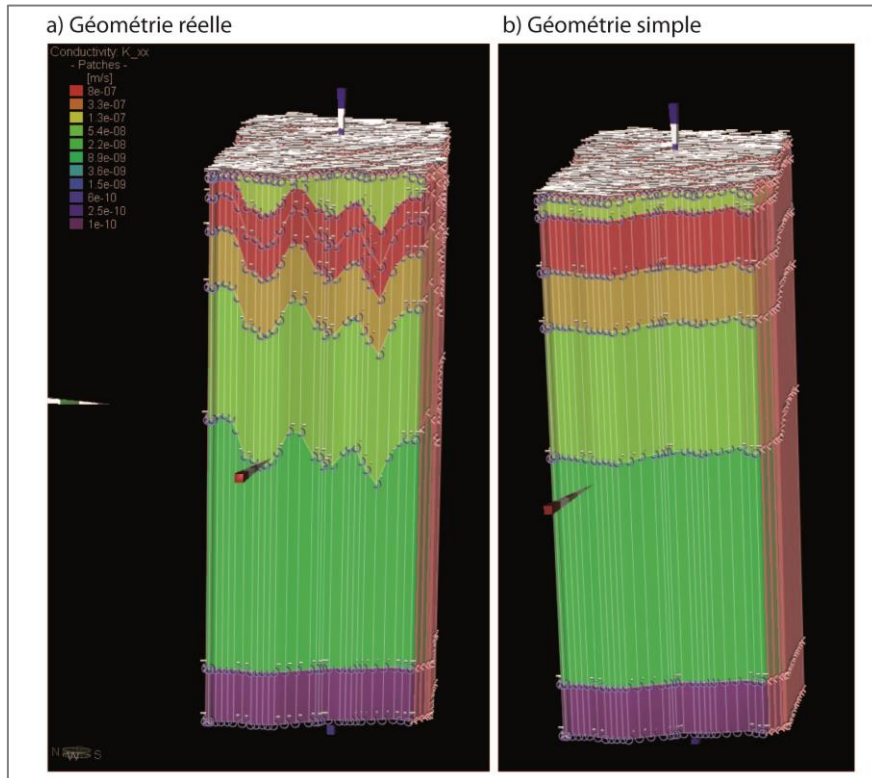 a) Géométrie réelle
b) Géométrie simple
Conductivity: K_xx
- Patches -
[m/s]
8e-07
3.3e-07
1.3e-07
5.4e-08
2.2e-08
8.9e-09
3.6e-09
1.5e-09
6e-10
2.5e-10
1e-10
N W S